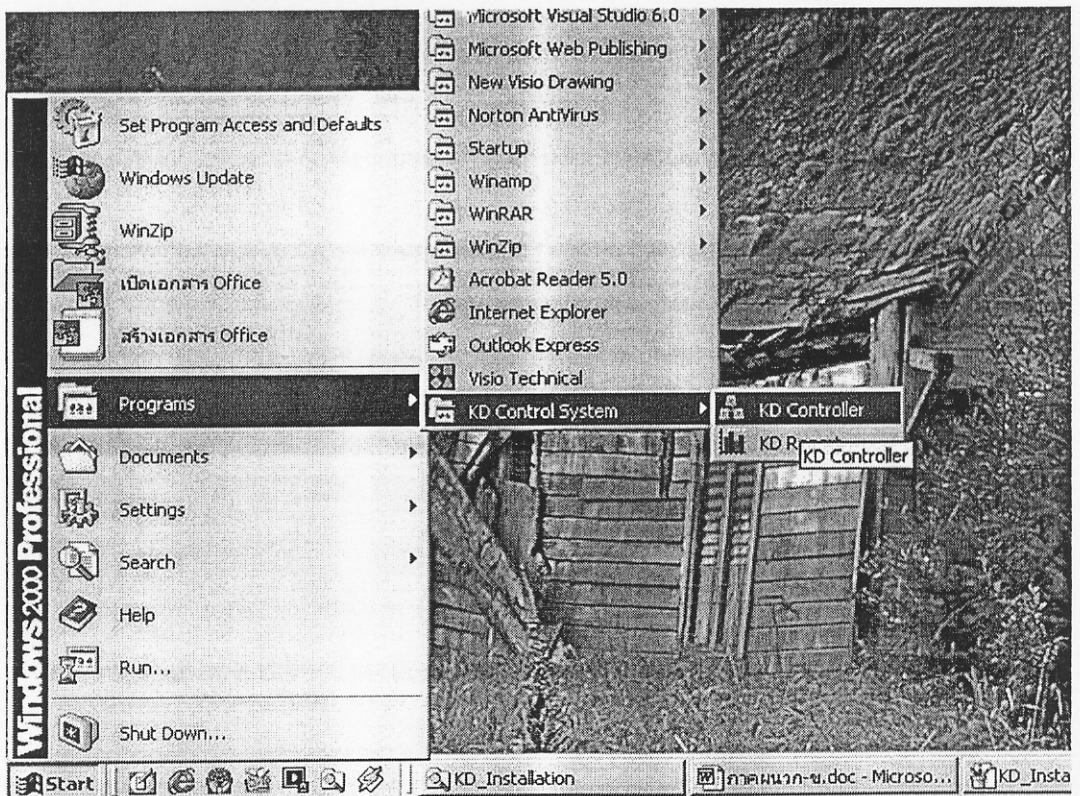 Microsoft Visual Studio 6.0
Microsoft Web Publishing
New Visio Drawing
Norton AntiVirus
Startup
Winamp
WinRAR
WinZip
Acrobat Reader 5.0
Internet Explorer
Outlook Express
Visio Technical
KD Control System
KD Controller
KD
KD Controller
Set Program Access and Defaults
Windows Update
WinZip
เปิดเอกสาร Office
สร้างเอกสาร Office
Programs
Documents
Settings
Search
Help
Run...
Shut Down...
Windows 2000 Professional
Start
KD_Installation
ภาคผนวก-ข.doc - Microso...
KD_Insta